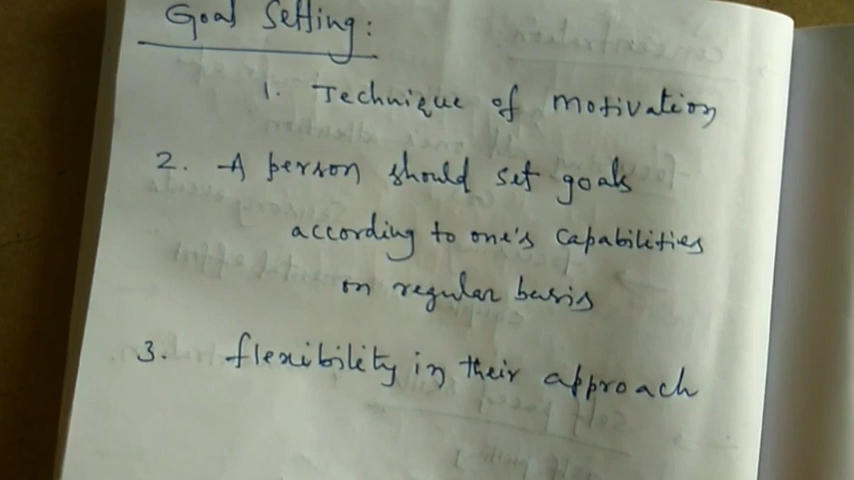 Goal Setting:
1. Technique of motivation
2. A person should set goals
according to one's capabilities
on regular basis
3. flexibility in their approach